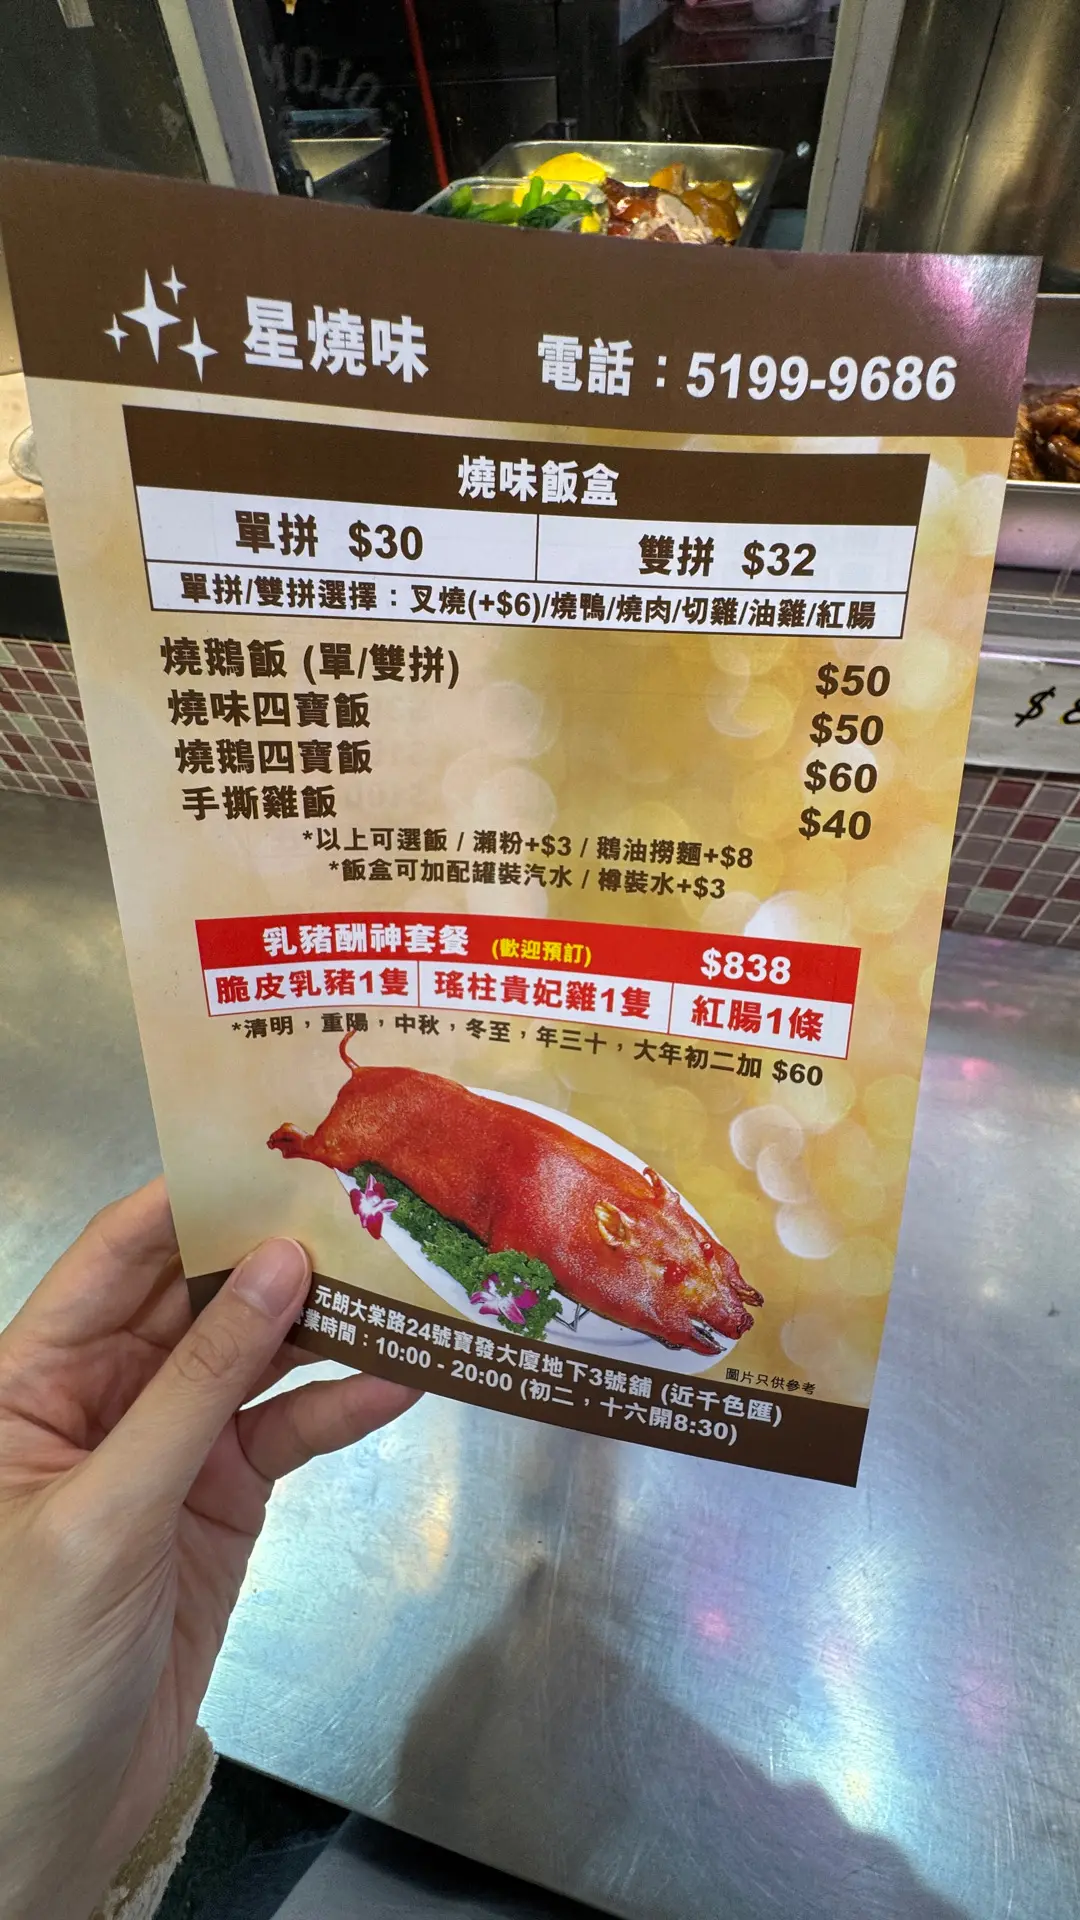 星燒味
電話：5199-9686
燒味飯盒
單拼 $30
雙拼 $32
單拼/雙拼選擇：叉燒(+$6)/燒鴨/燒肉/切雞/油雞/紅腸
燒鵝飯 (單/雙拼) $50
燒味四寶飯 $50
燒鵝四寶飯 $60
手撕雞飯 $40
*以上可選飯 / 瀨粉+$3 / 鵝油撈麵+$8
*飯盒可加配罐裝汽水 / 樽裝水+$3
乳豬酬神套餐 (歡迎預訂) $838
脆皮乳豬1隻 瑤柱貴妃雞1隻 紅腸1條
*清明，重陽，中秋，冬至，年三十，大年初二加 $60
圖片只供參考
元朗大棠路24號寶發大廈地下3號舖 (近千色匯)
業時間：10:00 - 20:00 (初二，十六開8:30)